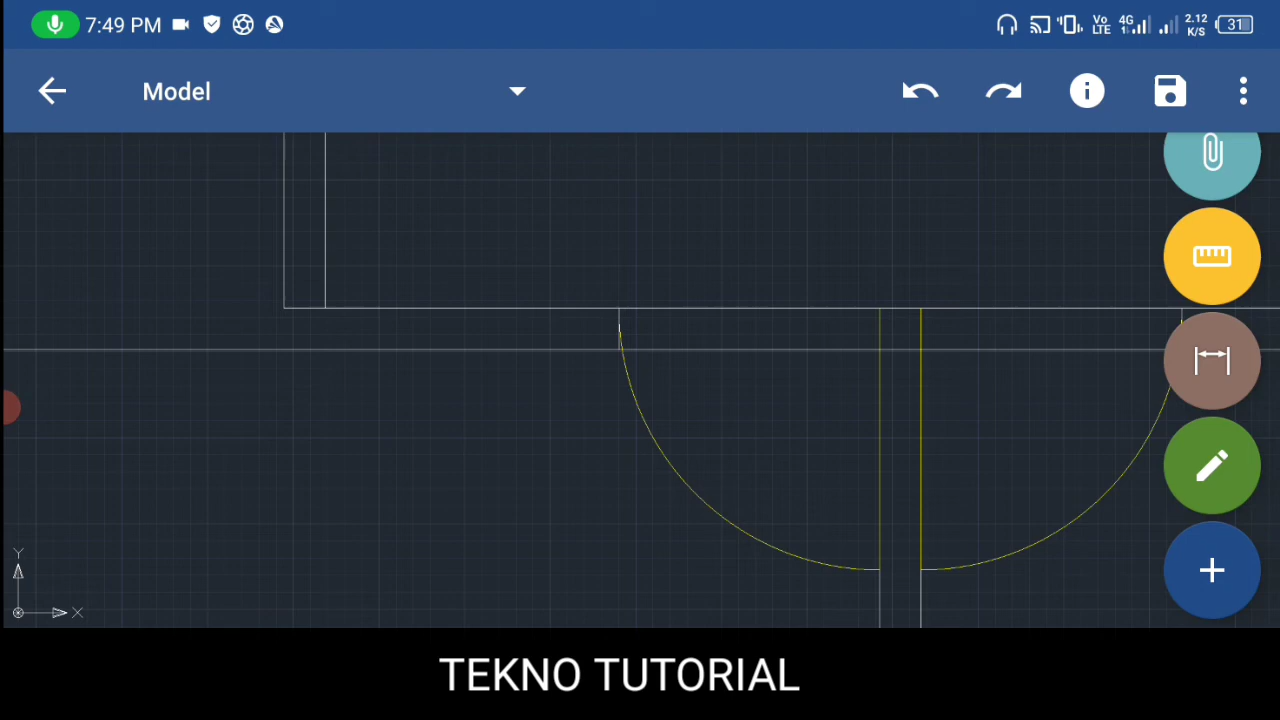 7:49 PM
Vo
LTE
4G
2.12
K/S
31
Model
Y
X
TEKNO TUTORIAL